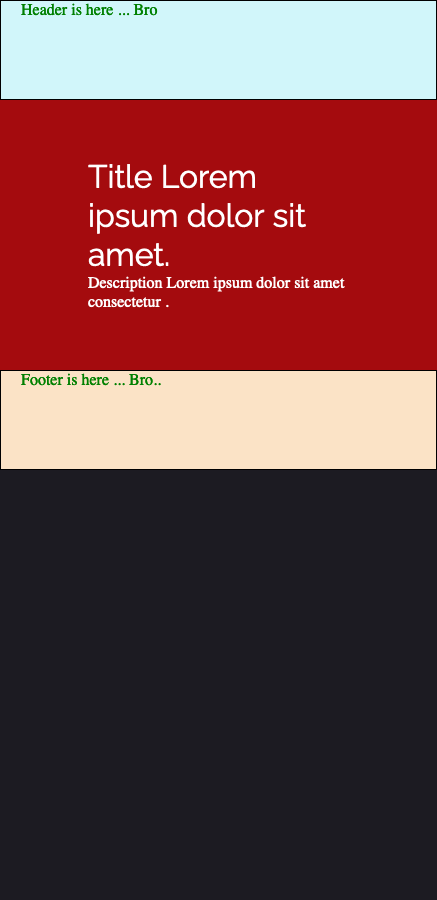 Header is here ... Bro
Title Lorem
ipsum dolor sit
amet.
Description Lorem ipsum dolor sit amet
consectetur .
Footer is here ... Bro..